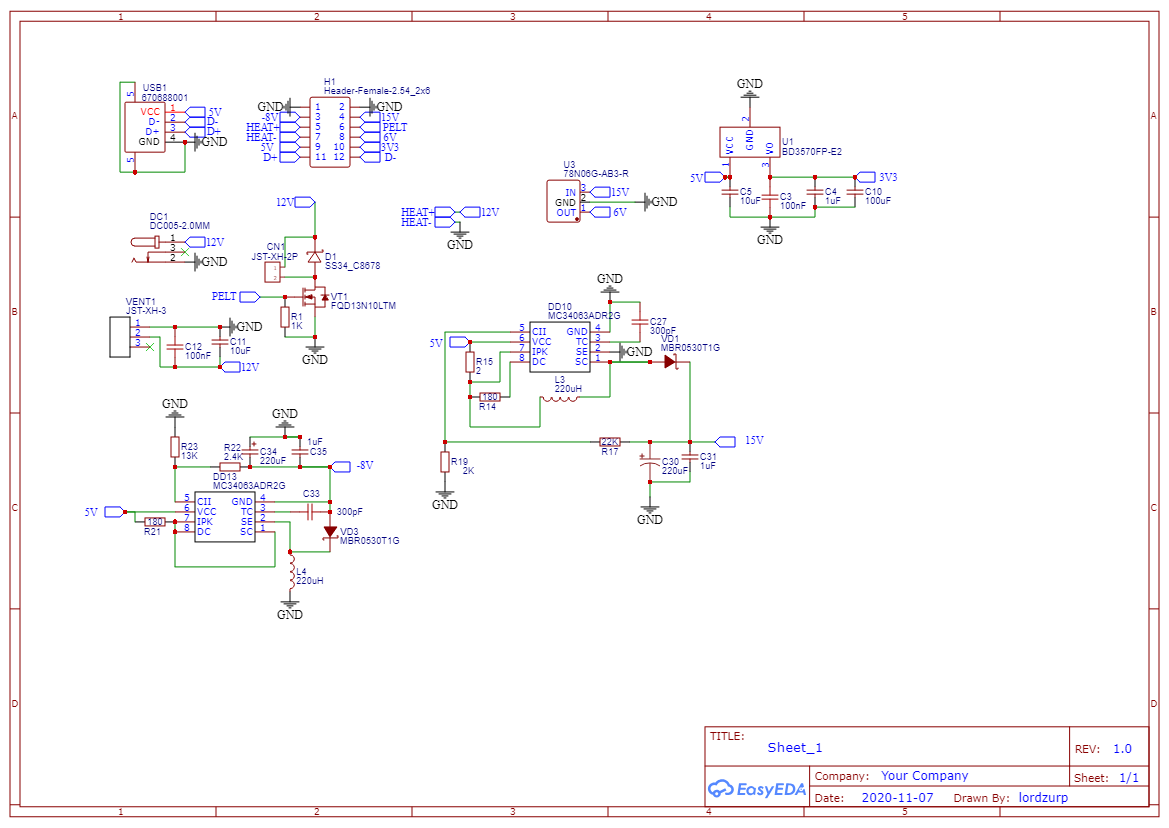 1 2 3 4 5
A
B
C
D
USB1
670688001
5
VCC 1 5V
D- 2 D-
D+ 3 D+
GND 4 GND
5
H1
Header-Female-2.54_2x6
GND 1 2 GND
-8V 3 4 15V
HEAT+ 5 6 PELT
HEAT- 7 8 6V
5V 9 10 3V3
D+ 11 12 D-
U3
78N06G-AB3-R
IN 3 15V
GND 2 GND
OUT 1 6V
GND
2
GND
VCC VO
U1
BD3570FP-E2
1 3
5V 3V3
C5
10uF
C3
100nF
C4
1uF
C10
100uF
GND
DC1
DC005-2.0MM
1 12V
3
2 GND
12V
CN1
JST-XH-2P
1
2
D1
SS34_C8678
PELT
VT1
FQD13N10LTM
R1
1K
GND
HEAT+ 12V
HEAT-
GND
VENT1
JST-XH-3
1
2
3
GND
C12
100nF
C11
10uF
12V
GND
DD10
MC34063ADR2G
5 CII GND 4
6 VCC TC 3
7 IPK SE 2
8 DC SC 1
5V
C27
300pF
GND
VD1
MBR0530T1G
R15
2
180
R14
L3
220uH
22K
R17
15V
R19
2K
GND
C30
220uF
C31
1uF
GND
GND
R23
13K
GND
R22
2.4K
C34
220uF
1uF
C35
-8V
DD13
MC34063ADR2G
5 CII GND 4
6 VCC TC 3
7 IPK SE 2
8 DC SC 1
5V
180
R21
C33
300pF
VD3
MBR0530T1G
L4
220uH
GND
TITLE:
Sheet_1
REV: 1.0
EasyEDA
Company: Your Company
Sheet: 1/1
Date: 2020-11-07 Drawn By: lordzurp
A
B
C
D
1 2 3 4 5